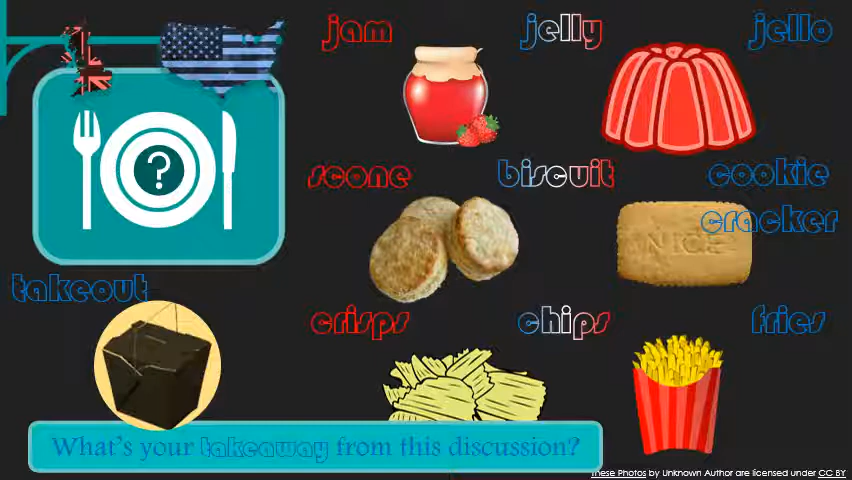 jam jelly jello
?
scone biscuit cookie
cracker
NICE
takeout
crisps chips fries
What's your takeaway from this discussion?
These Photos by Unknown Author are licensed under CC BY